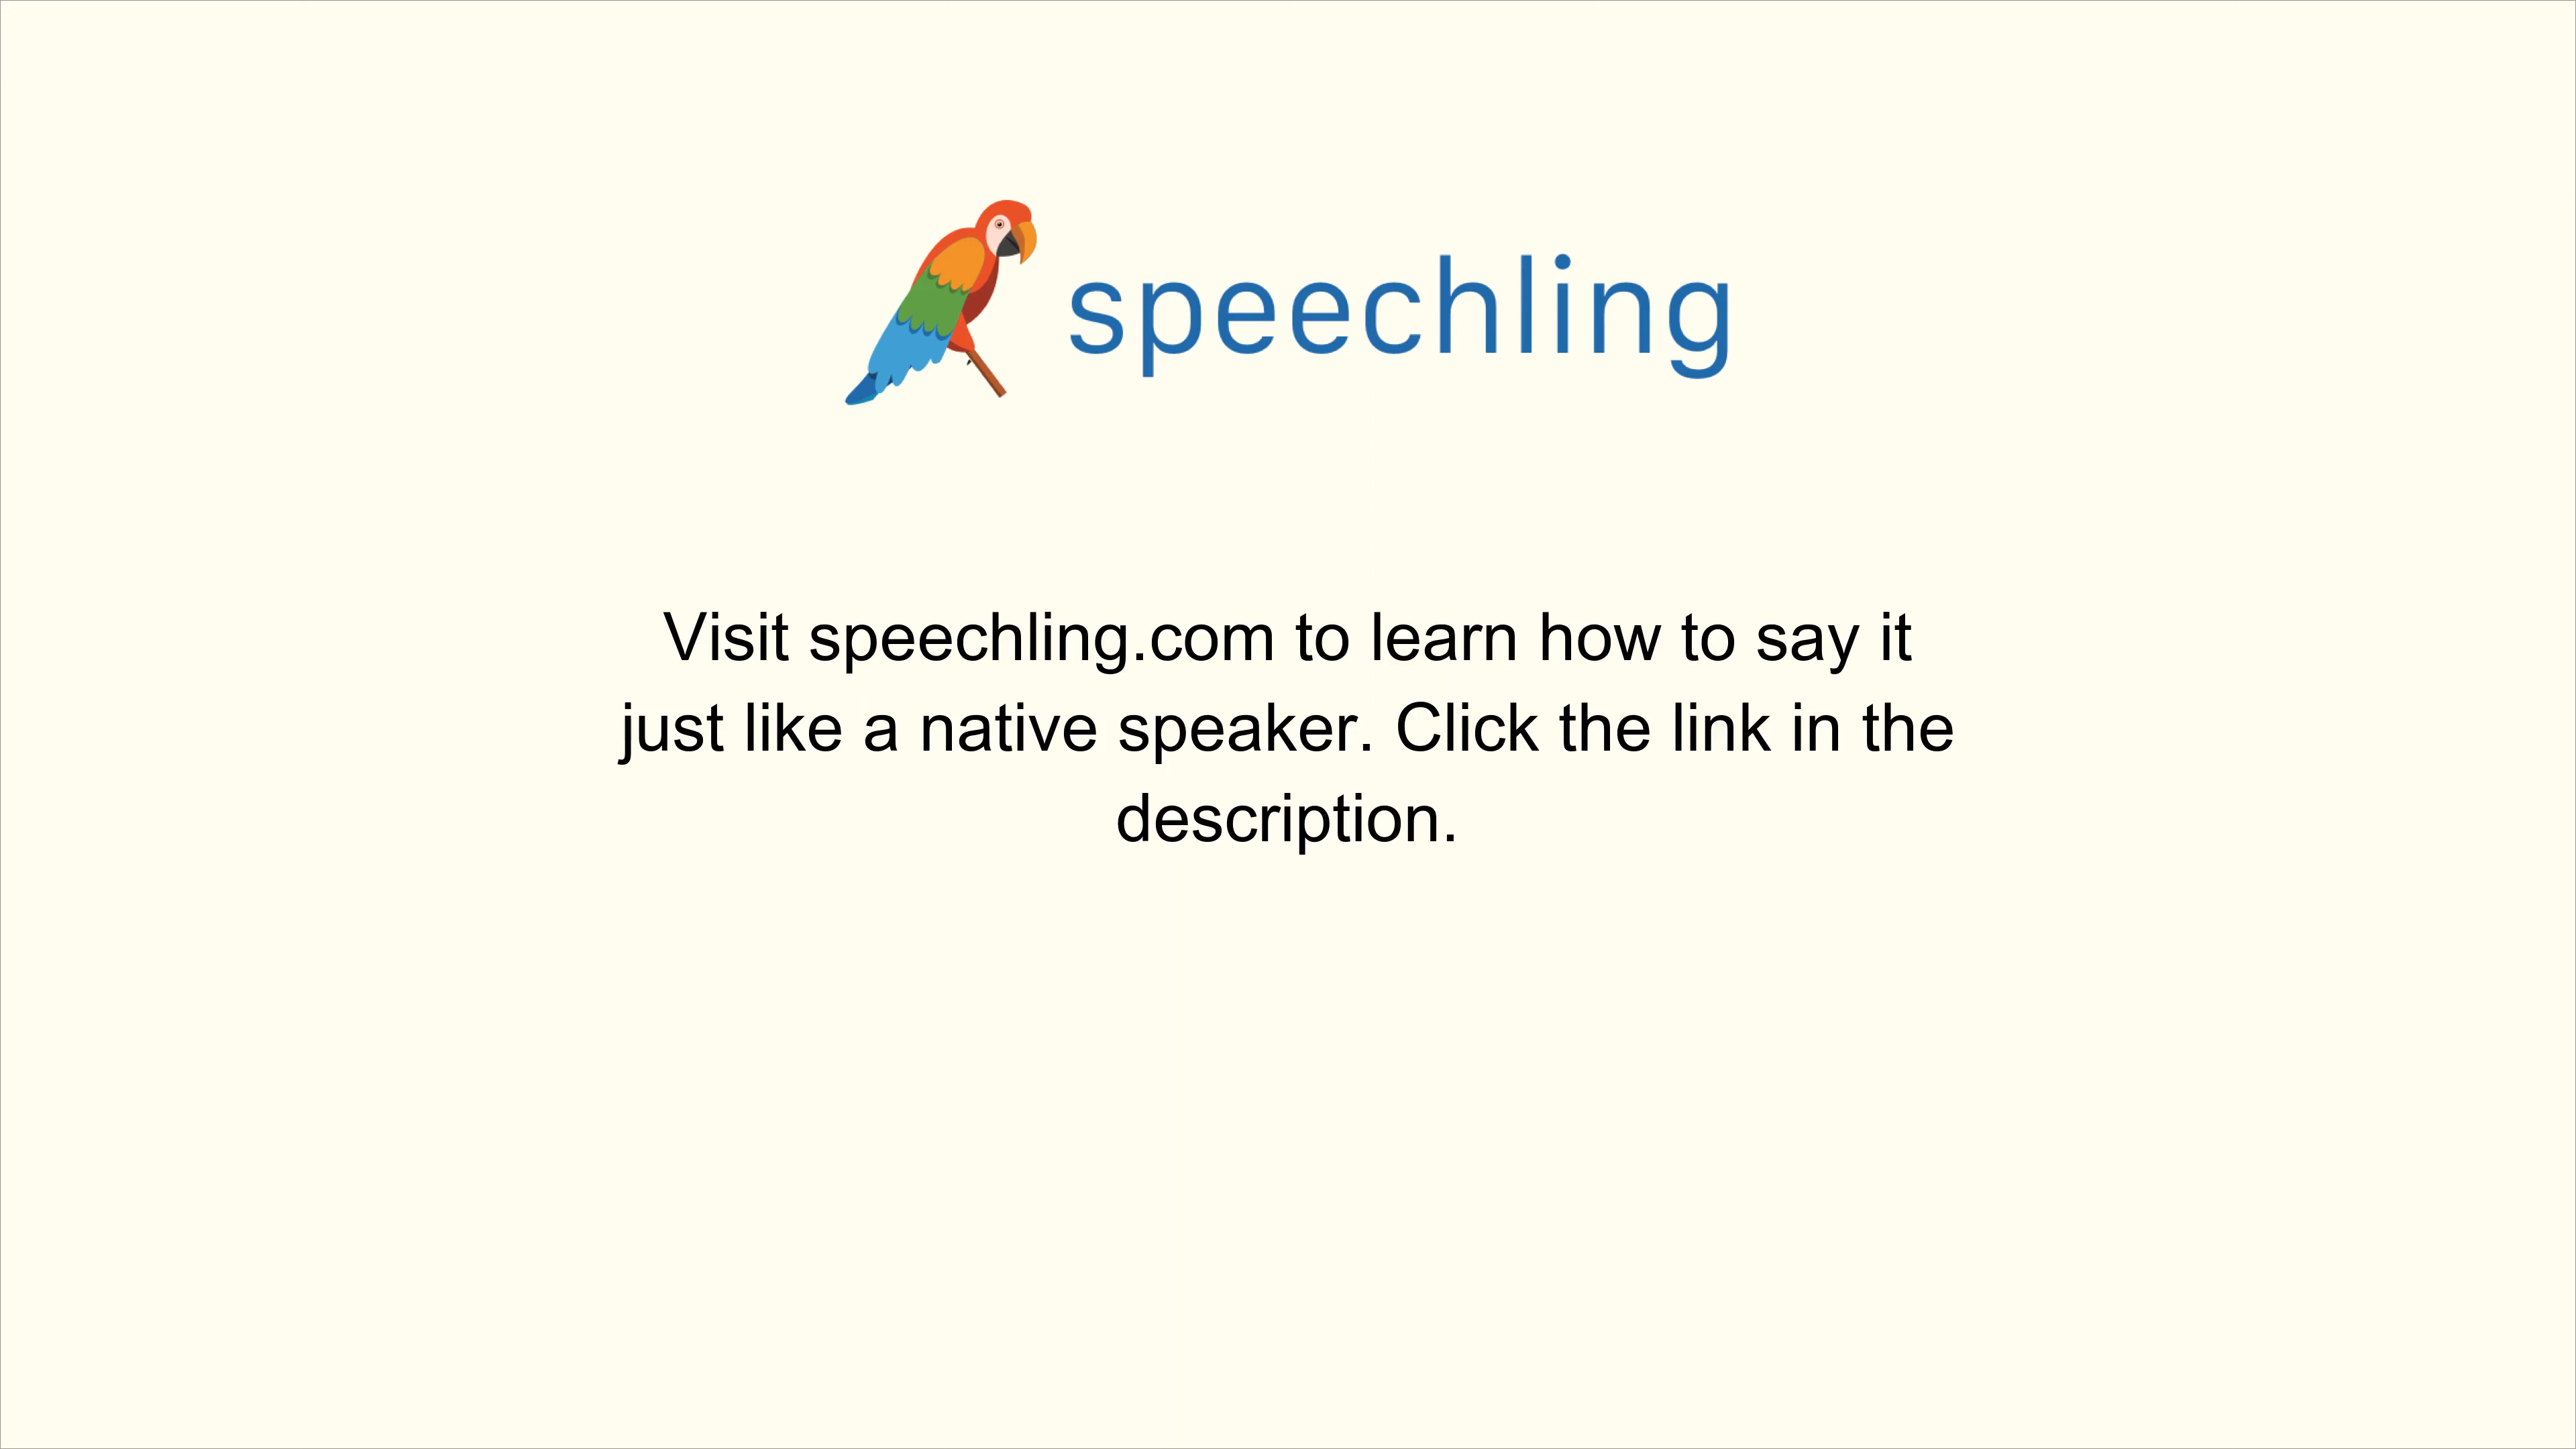 speechling
Visit speechling.com to learn how to say it
just like a native speaker. Click the link in the
description.